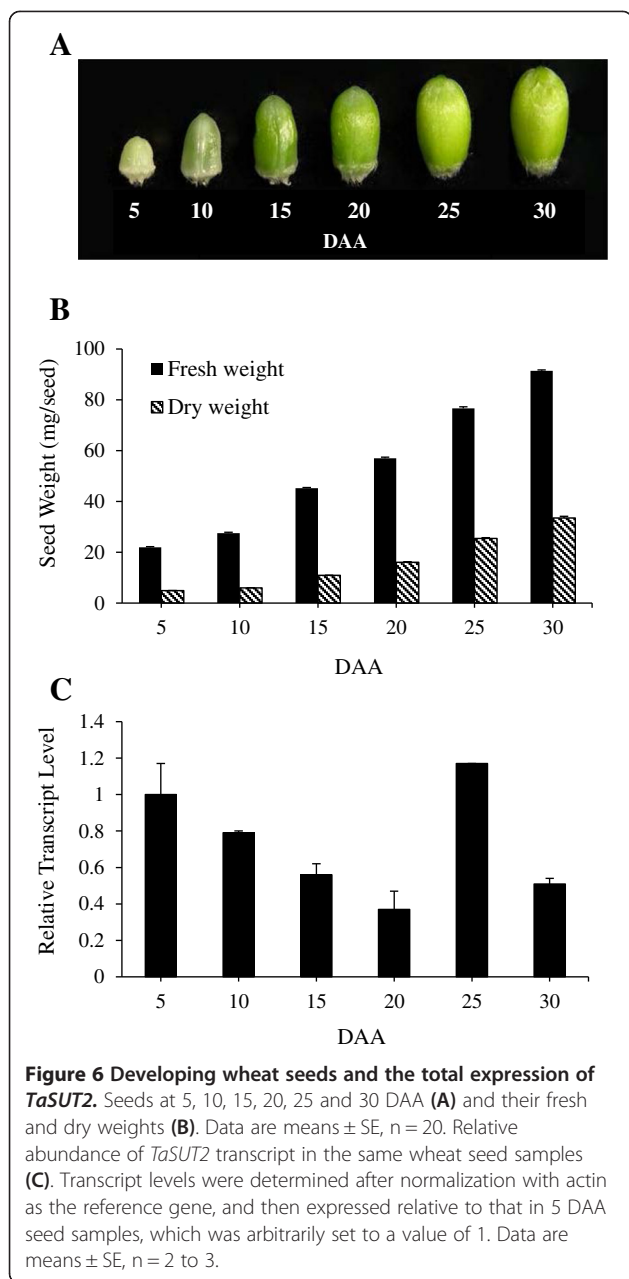 A
5 10 15 20 25 30
DAA
B
100
80
60
40
20
0
Seed Weight (mg/seed)
Fresh weight
Dry weight
5 10 15 20 25 30
DAA
C
1.4
1.2
1
0.8
0.6
0.4
0.2
0
Relative Transcript Level
5 10 15 20 25 30
DAA
Figure 6 Developing wheat seeds and the total expression of
TaSUT2. Seeds at 5, 10, 15, 20, 25 and 30 DAA (A) and their fresh
and dry weights (B). Data are means ± SE, n = 20. Relative
abundance of TaSUT2 transcript in the same wheat seed samples
(C). Transcript levels were determined after normalization with actin
as the reference gene, and then expressed relative to that in 5 DAA
seed samples, which was arbitrarily set to a value of 1. Data are
means ± SE, n = 2 to 3.